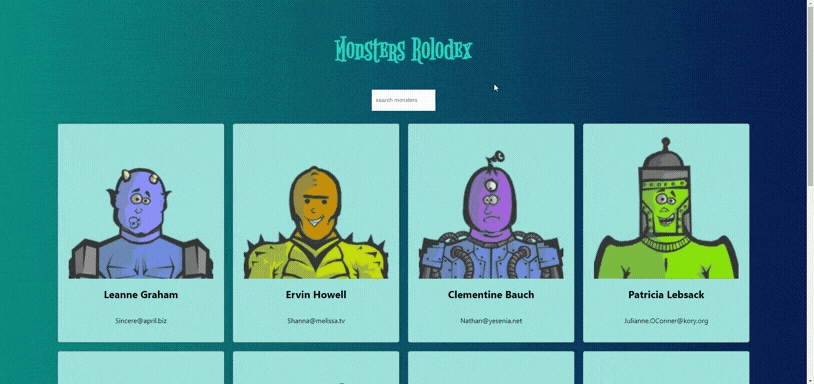 Monsters Rolodex
search monsters
Leanne Graham
Ervin Howell
Clementine Bauch
Patricia Lebsack
Sincere@april.biz
Shanna@melissa.tv
Nathan@yesenia.net
Julianne.OConner@kory.org